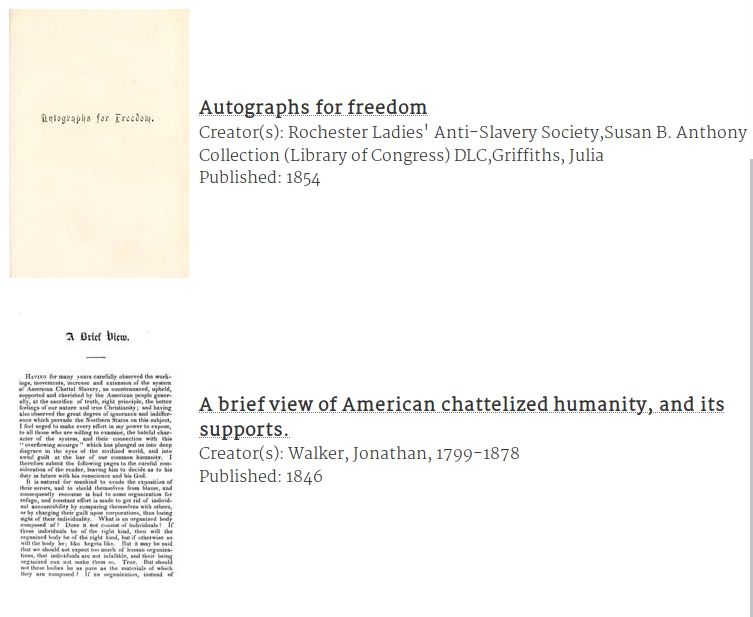 Autographs for Freedom.
Autographs for freedom
Creator(s): Rochester Ladies' Anti-Slavery Society,Susan B. Anthony
Collection (Library of Congress) DLC,Griffiths, Julia
Published: 1854
A Brief View.
HAVING for many years carefully observed the work-
ings, movements, increase and extension of the system
of American Chattel Slavery, as countenanced, upheld,
supported and cherished by the American people gener-
ally, at the sacrifice of truth, right principle, the better
feelings of our nature and true Christianity; and having
also observed the great degree of ignorance and indiffer-
ence which pervade the Northern States on this subject,
I feel urged to make every effort in my power to expose,
to all those who are willing to examine, the baleful char-
acter of the system, and their connection with this
"overflowing scourge" which has plunged us into deep
disgrace in the eyes of the civilized world, and into
awful guilt at the bar of our common humanity. I
therefore submit the following pages to the careful con-
sideration of the reader, leaving him to decide as to his
duty in future with his conscience and his God.
It is natural for mankind to evade the exposition of
their errors, and to shield themselves from blame, and
consequently recourse is had to some organization for
refuge, and constant effort is made to get rid of individ-
ual accountability by comparing themselves with others,
or by charging their guilt upon corporations, thus losing
sight of their individuality. What is an organized body
composed of? Does it not consist of individuals? If
those individuals be of the right kind, then will the
organized body be of the right kind, but if otherwise so
will the body be; like begets like. But it may be said
that we should not expect too much of human organiza-
tions, that individuals are not infallible, and their being
organized can not make them so. True. But should
not these bodies be as pure as the materials of which
they are composed? If an organization, instead of
A brief view of American chattelized humanity, and its
supports.
Creator(s): Walker, Jonathan, 1799-1878
Published: 1846